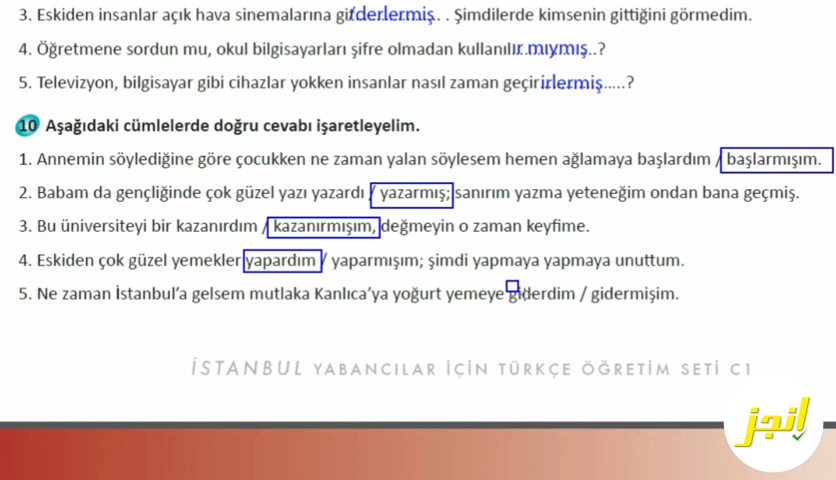 3. Eskiden insanlar açık hava sinemalarına giderlermiş. . Şimdilerde kimsenin gittiğini görmedim.
4. Öğretmene sordun mu, okul bilgisayarları şifre olmadan kullanılır mıymış..?
5. Televizyon, bilgisayar gibi cihazlar yokken insanlar nasıl zaman geçirirlermiş.....?
10 Aşağıdaki cümlelerde doğru cevabı işaretleyelim.
1. Annemin söylediğine göre çocukken ne zaman yalan söylesem hemen ağlamaya başlardım / başlarmışım.
2. Babam da gençliğinde çok güzel yazı yazardı / yazarmış; sanırım yazma yeteneğim ondan bana geçmiş.
3. Bu üniversiteyi bir kazanırdım / kazanırmışım, değmeyin o zaman keyfime.
4. Eskiden çok güzel yemekler yapardım / yaparmışım; şimdi yapmaya yapmaya unuttum.
5. Ne zaman İstanbul'a gelsem mutlaka Kanlıca'ya yoğurt yemeye giderdim / gidermişim.
İSTANBUL YABANCILAR İÇİN TÜRKÇE ÖĞRETİM SETİ C1
انجز